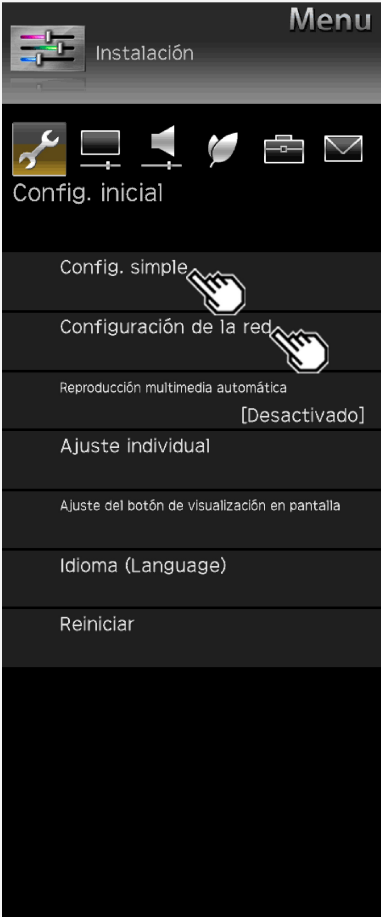 Menu
Instalación
Config. inicial
Config. simple
Configuración de la red
Reproducción multimedia automática
[Desactivado]
Ajuste individual
Ajuste del botón de visualización en pantalla
Idioma (Language)
Reiniciar